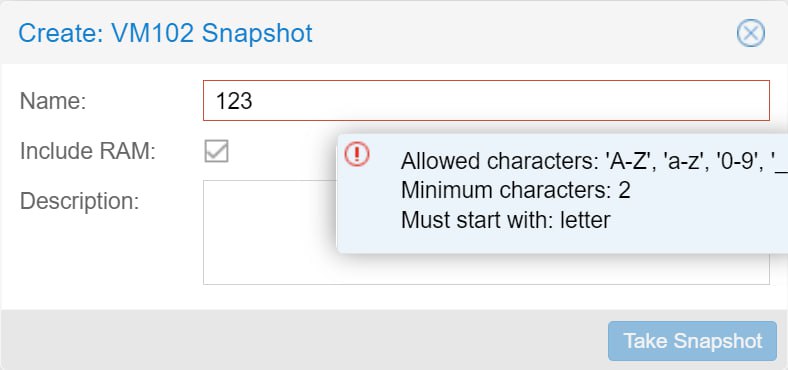 Create: VM102 Snapshot
Name:
123
Include RAM:
Allowed characters: 'A-Z', 'a-z', '0-9', '_
Minimum characters: 2
Must start with: letter
Description:
Take Snapshot